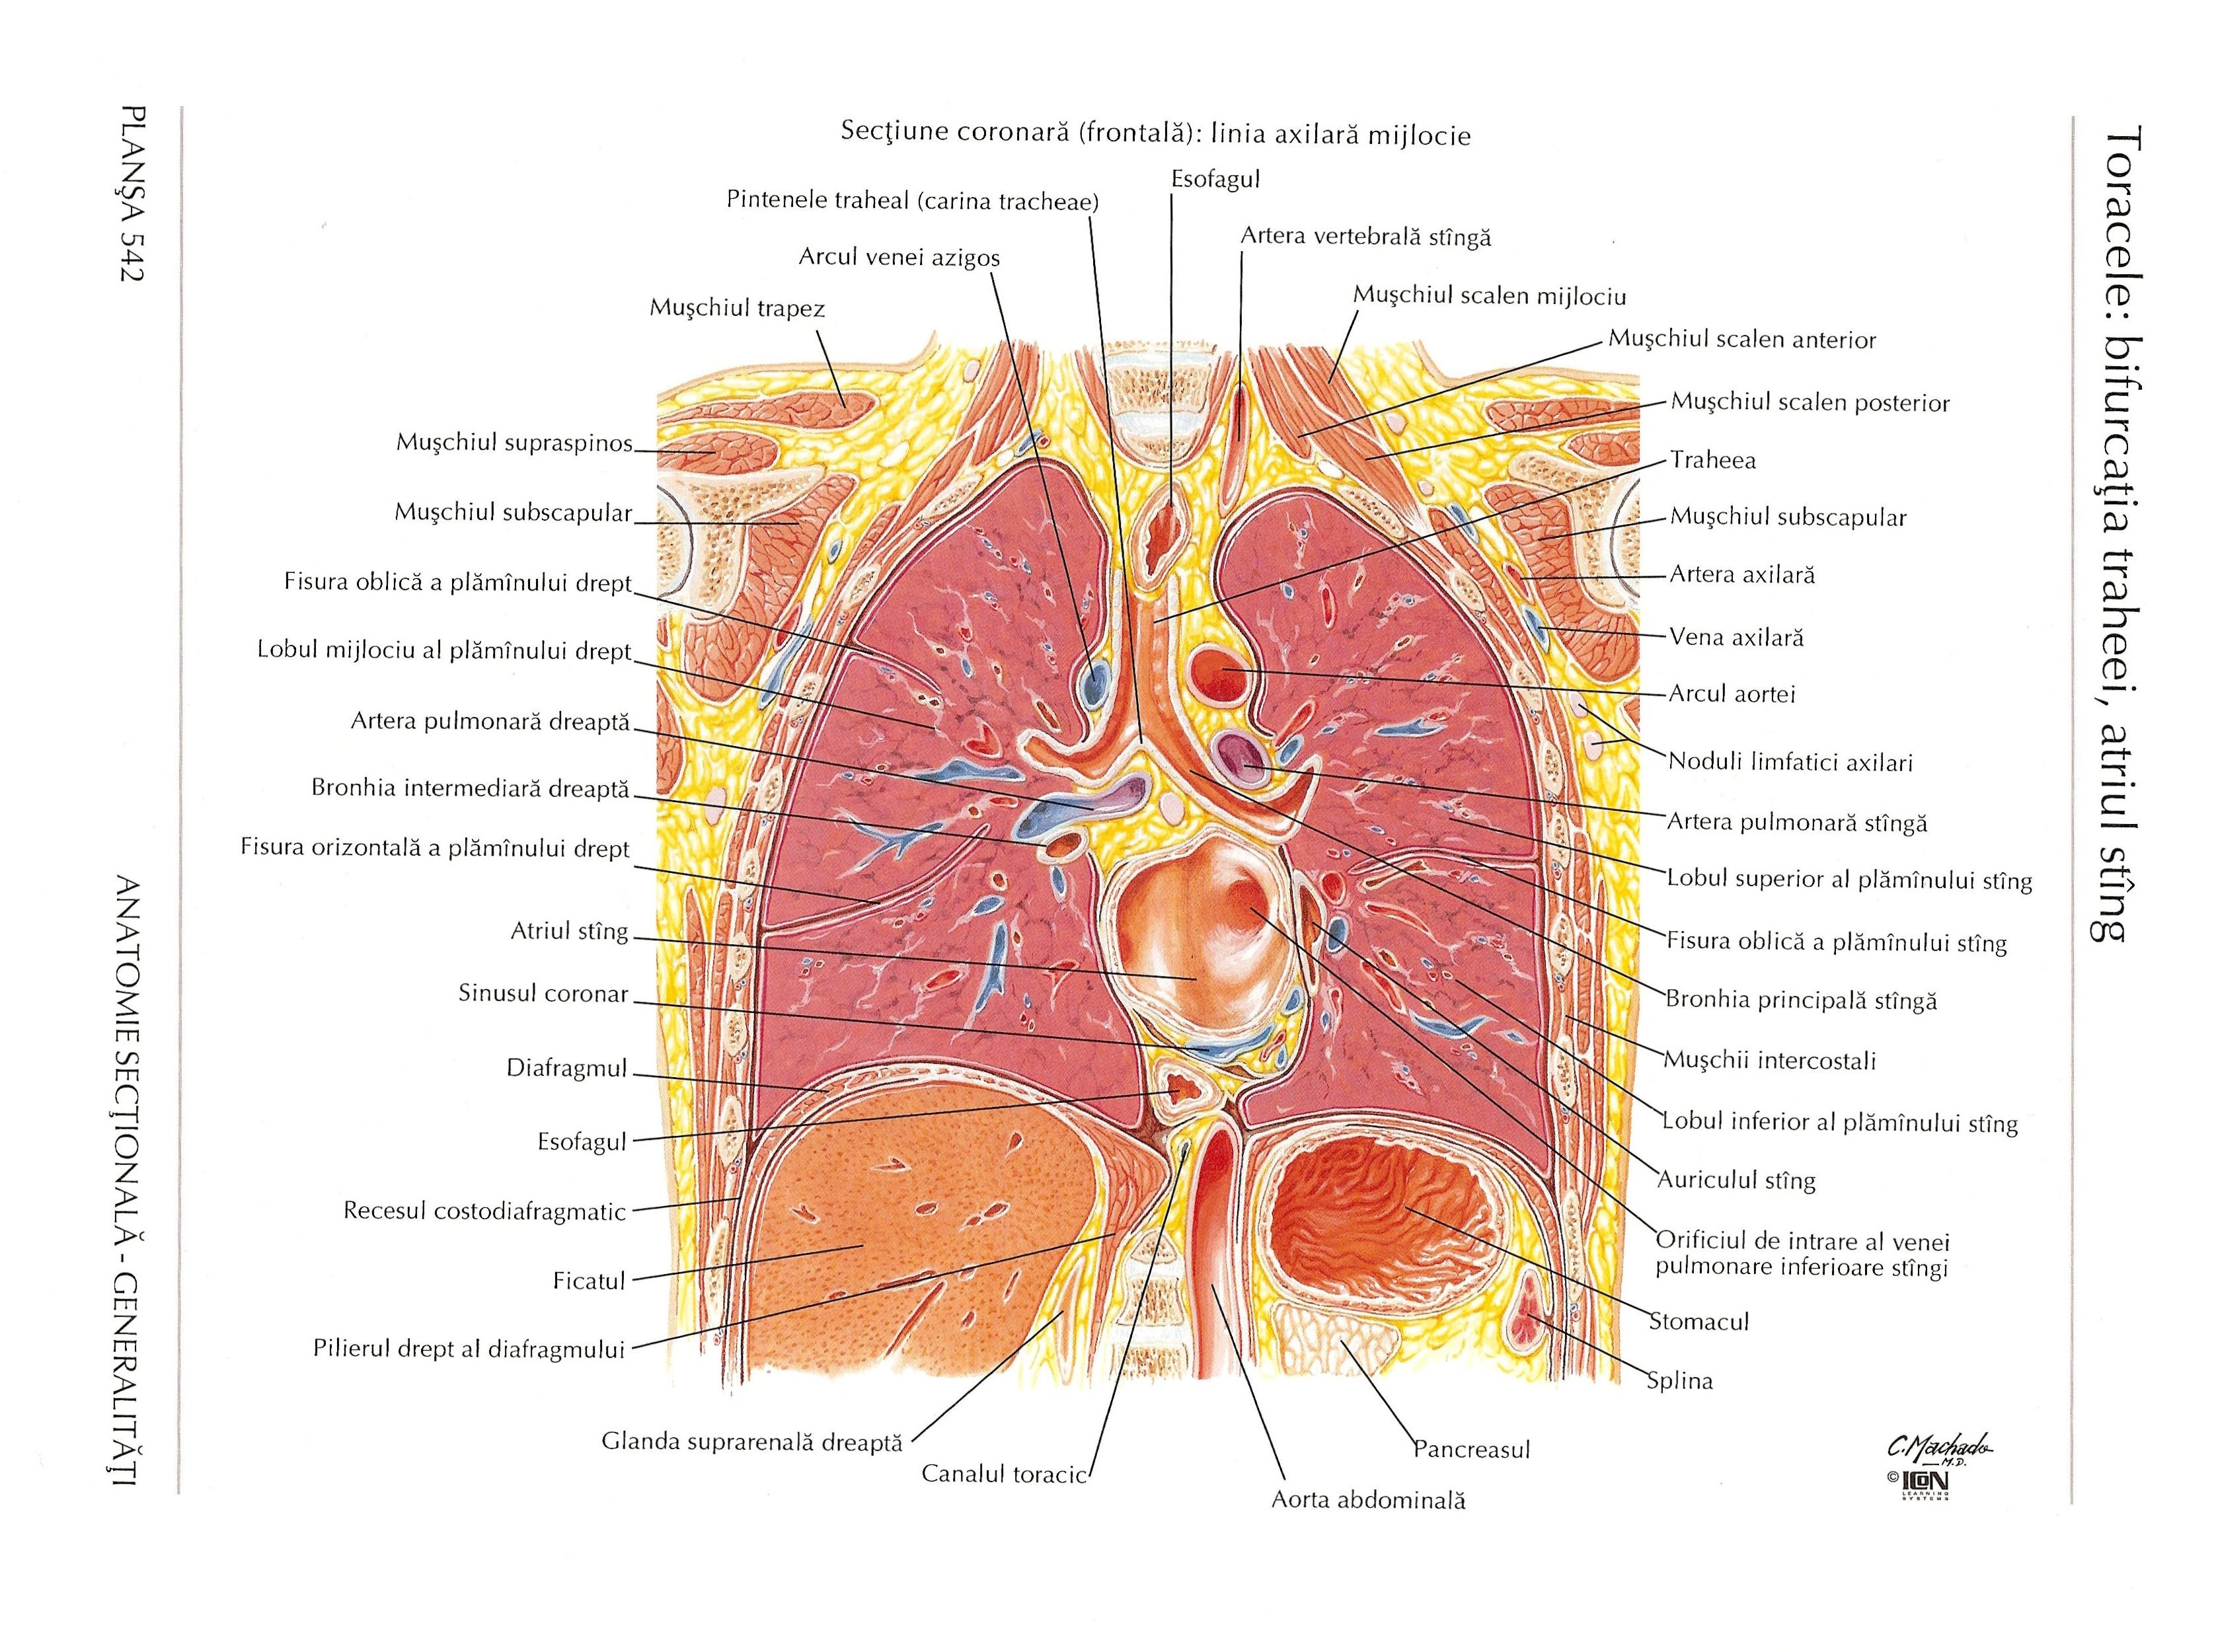 Toracele: bifurcaţia traheei, atriul stîng
Secţiune coronară (frontală): linia axilară mijlocie
Esofagul
Pintenele traheal (carina tracheae)
Arcul venei azigos
Muşchiul trapez
Muşchiul supraspinos
Muşchiul subscapular
Fisura oblică a plămînului drept
Lobul mijlociu al plămînului drept
Artera pulmonară dreaptă
Bronhia intermediară dreaptă
Fisura orizontală a plămînului drept
Atriul stîng
Sinusul coronar
Diafragmul
Esofagul
Recesul costodiafragmatic
Ficatul
Pilierul drept al diafragmului
Glanda suprarenală dreaptă
Canalul toracic
Aorta abdominală
Pancreasul
Artera vertebrală stîngă
Muşchiul scalen mijlociu
Muşchiul scalen anterior
Muşchiul scalen posterior
Traheea
Muşchiul subscapular
Artera axilară
Vena axilară
Arcul aortei
Noduli limfatici axilari
Artera pulmonară stîngă
Lobul superior al plămînului stîng
Fisura oblică a plămînului stîng
Bronhia principală stîngă
Muşchii intercostali
Lobul inferior al plămînului stîng
Auriculul stîng
Orificiul de intrare al venei
pulmonare inferioare stîngi
Stomacul
Splina
C. Machado
M.D.
© ICON
LEARNING
SYSTEMS
PLANŞA 542
ANATOMIE SECŢIONALĂ - GENERALITĂŢI